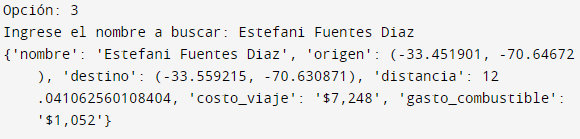 Opción: 3
Ingrese el nombre a buscar: Estefani Fuentes Diaz
{'nombre': 'Estefani Fuentes Diaz', 'origen': (-33.451901, -70.64672
), 'destino': (-33.559215, -70.630871), 'distancia': 12
.041062560108404, 'costo_viaje': '$7,248', 'gasto_combustible':
'$1,052'}